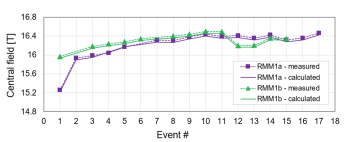 Central field [T]
16.8
16.4
16
15.6
15.2
14.8
RMM1a - measured
RMM1a - calculated
RMM1b - measured
RMM1b - calculated
0 1 2 3 4 5 6 7 8 9 10 11 12 13 14 15 16 17 18
Event #